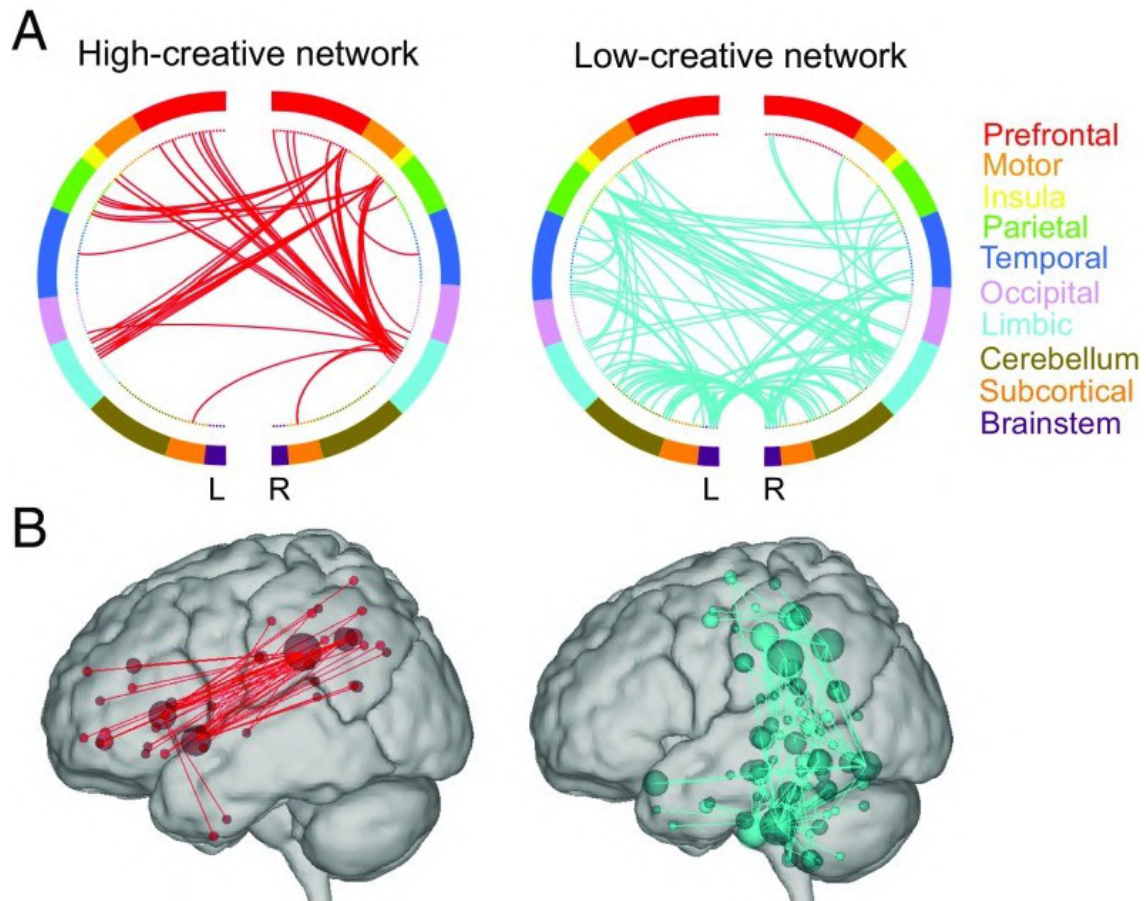 A
High-creative network
Low-creative network
Prefrontal
Motor
Insula
Parietal
Temporal
Occipital
Limbic
Cerebellum
Subcortical
Brainstem
L R
L R
B